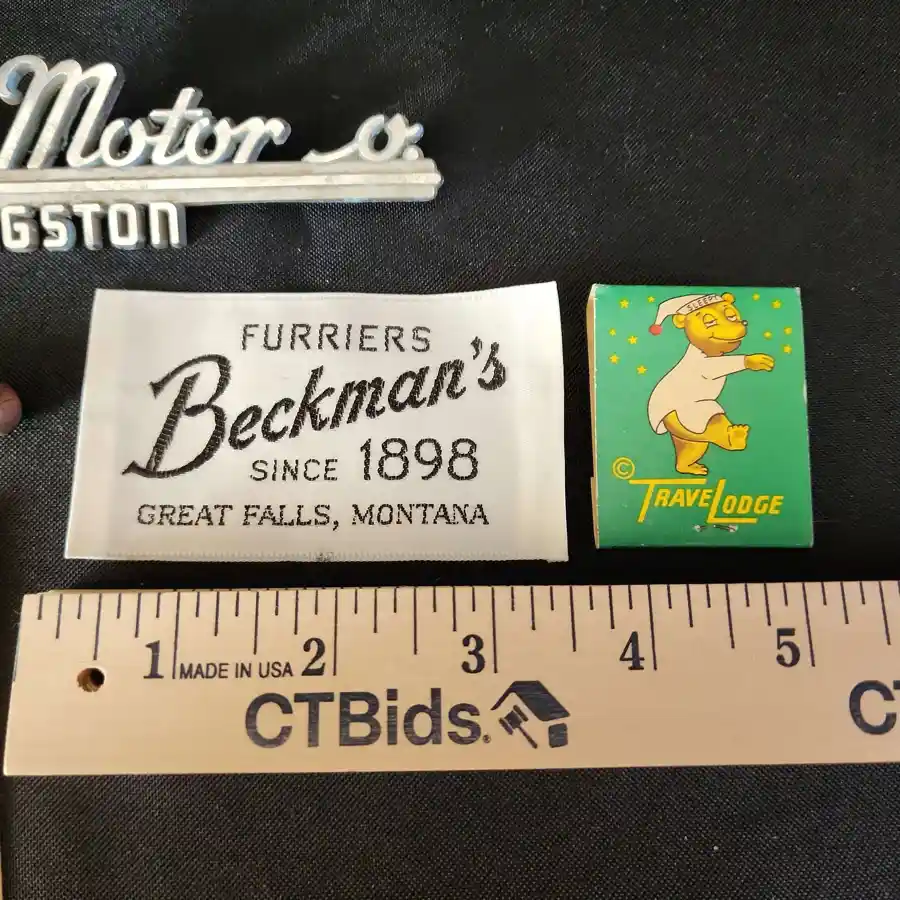 Motor Co.
GSTON
FURRIERS
Beckman's
SINCE 1898
GREAT FALLS, MONTANA
SLEEPY
©
TRAVELODGE
1 2 3 4 5
MADE IN USA
CTBids.
CT